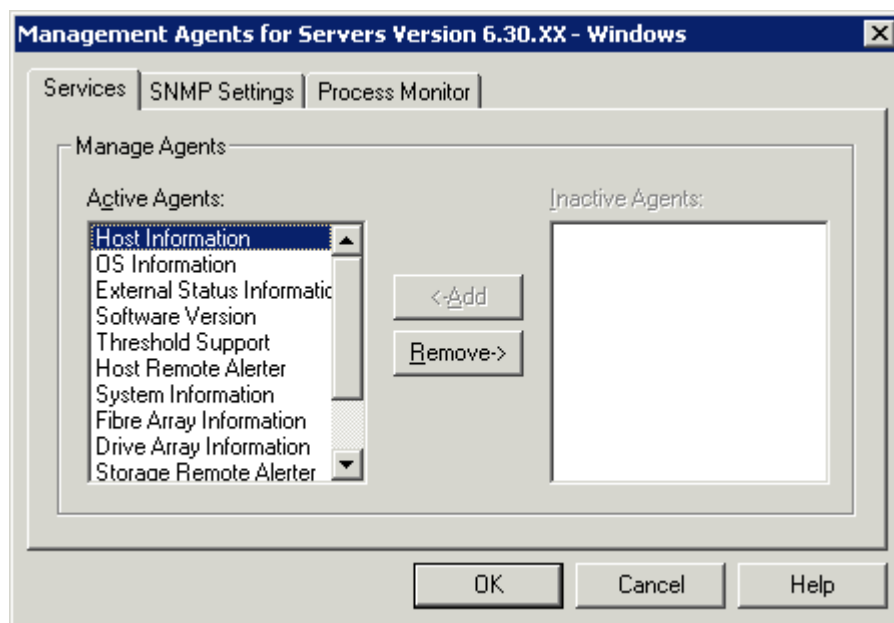 Management Agents for Servers Version 6.30.XX - Windows
Services SNMP Settings Process Monitor
Manage Agents
Active Agents:
Inactive Agents:
Host Information
OS Information
External Status Informatic
Software Version
Threshold Support
Host Remote Alerter
System Information
Fibre Array Information
Drive Array Information
Storage Remote Alerter
<-Add
Remove->
OK Cancel Help